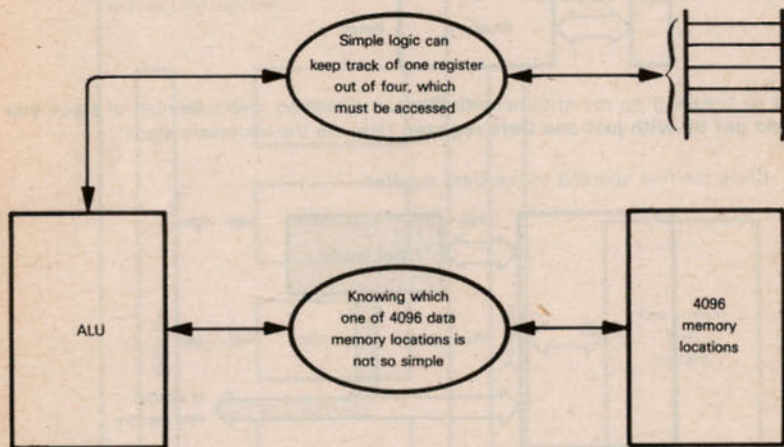 Simple logic can
keep track of one register
out of four, which
must be accessed
ALU
Knowing which
one of 4096 data
memory locations is
not so simple
4096
memory
locations